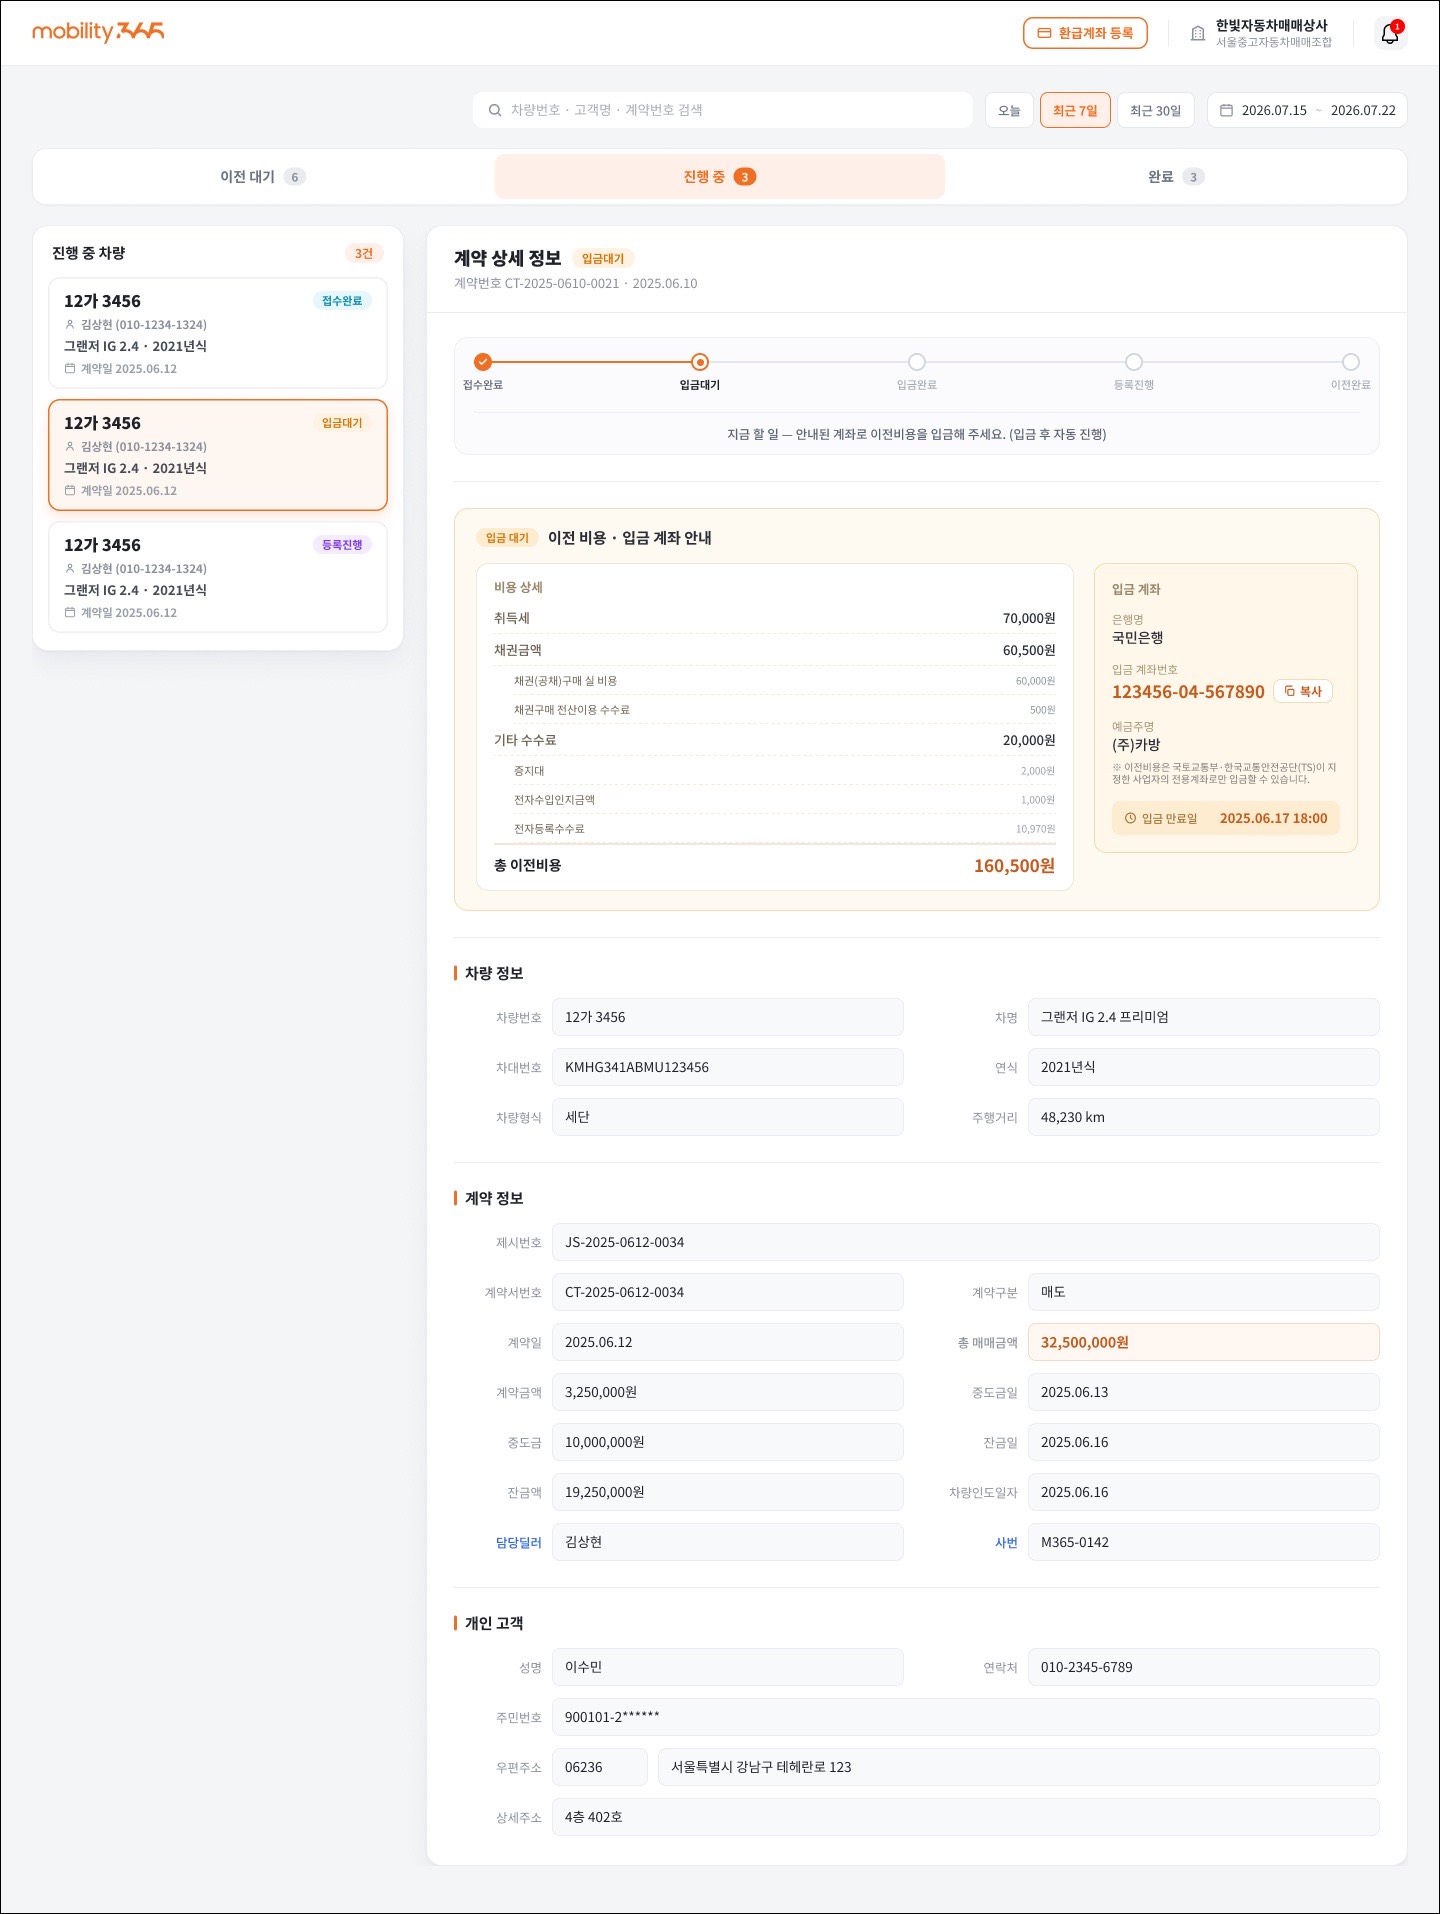 mobility365
환급계좌 등록
한빛자동차매매상사
서울중고자동차매매조합
1
차량번호 · 고객명 · 계약번호 검색
오늘
최근 7일
최근 30일
2026.07.15 ~ 2026.07.22
이전 대기 6
진행 중 3
완료 3
진행 중 차량 3건
12가 3456 접수완료
김상현 (010-1234-1324)
그랜저 IG 2.4 · 2021년식
계약일 2025.06.12
12가 3456 입금대기
김상현 (010-1234-1324)
그랜저 IG 2.4 · 2021년식
계약일 2025.06.12
12가 3456 등록진행
김상현 (010-1234-1324)
그랜저 IG 2.4 · 2021년식
계약일 2025.06.12
계약 상세 정보 입금대기
계약번호 CT-2025-0610-0021 · 2025.06.10
접수완료 입금대기 입금완료 등록진행 이전완료
지금 할 일 — 안내된 계좌로 이전비용을 입금해 주세요. (입금 후 자동 진행)
입금 대기 이전 비용 · 입금 계좌 안내
비용 상세
취득세 70,000원
채권금액 60,500원
채권(공채)구매 실 비용 60,000원
채권구매 전산이용 수수료 500원
기타 수수료 20,000원
증지대 2,000원
전자수입인지금액 1,000원
전자등록수수료 10,970원
총 이전비용 160,500원
입금 계좌
은행명
국민은행
입금 계좌번호
123456-04-567890 복사
예금주명
(주)카방
※ 이전비용은 국토교통부·한국교통안전공단(TS)이 지
정한 사업자의 전용계좌로만 입금할 수 있습니다.
입금 만료일 2025.06.17 18:00
차량 정보
차량번호 12가 3456 차명 그랜저 IG 2.4 프리미엄
차대번호 KMHG341ABMU123456 연식 2021년식
차량형식 세단 주행거리 48,230 km
계약 정보
제시번호 JS-2025-0612-0034
계약서번호 CT-2025-0612-0034 계약구분 매도
계약일 2025.06.12 총 매매금액 32,500,000원
계약금액 3,250,000원 중도금일 2025.06.13
중도금 10,000,000원 잔금일 2025.06.16
잔금액 19,250,000원 차량인도일자 2025.06.16
담당딜러 김상현 사번 M365-0142
개인 고객
성명 이수민 연락처 010-2345-6789
주민번호 900101-2******
우편주소 06236 서울특별시 강남구 테헤란로 123
상세주소 4층 402호